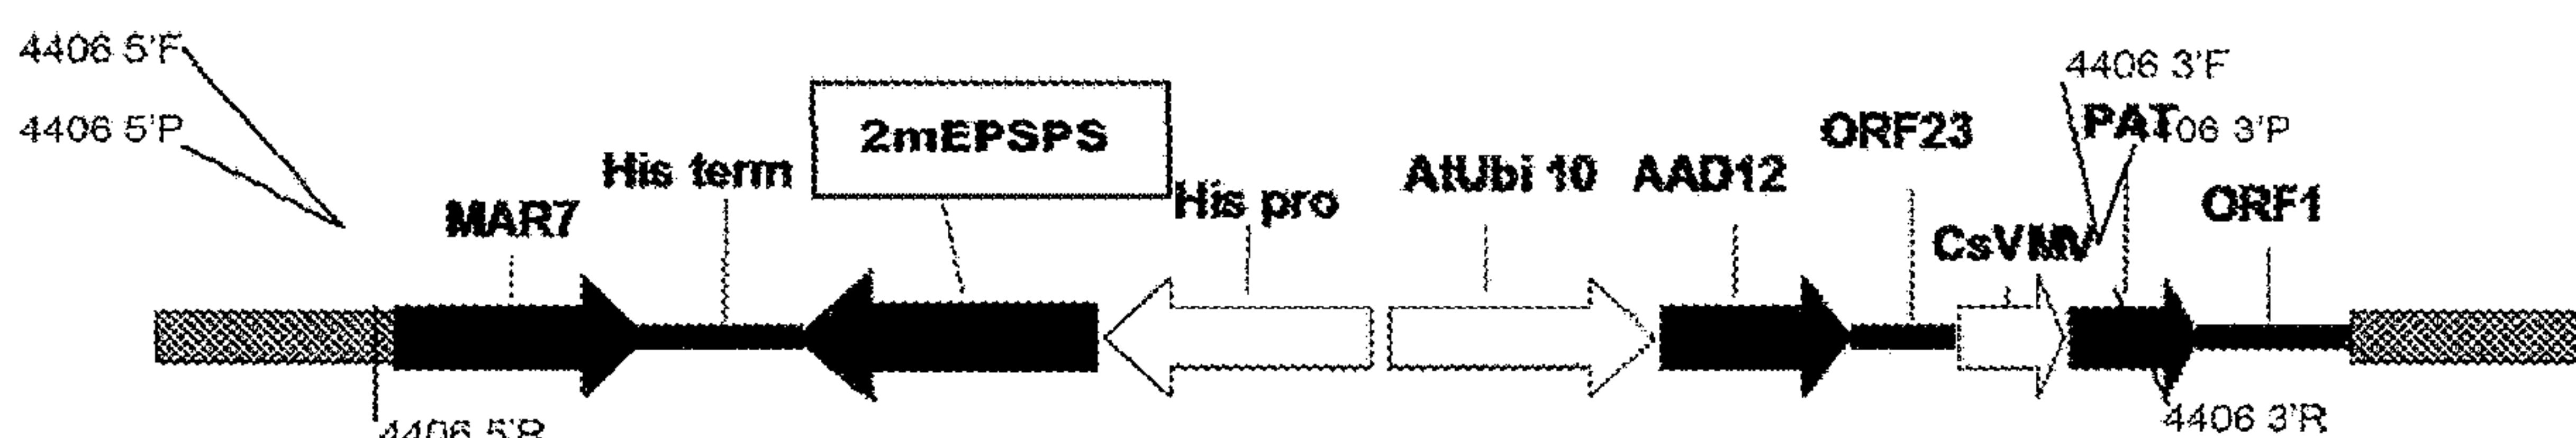 4406 5'F
4406 5'P
MAR7
His term
2mEPSPS
His pro
AtUbi 10
AAD12
ORF23
CsVMV
4406 3'F
PAT
4406 3'P
ORF1
4406 5'R
4406 3'R